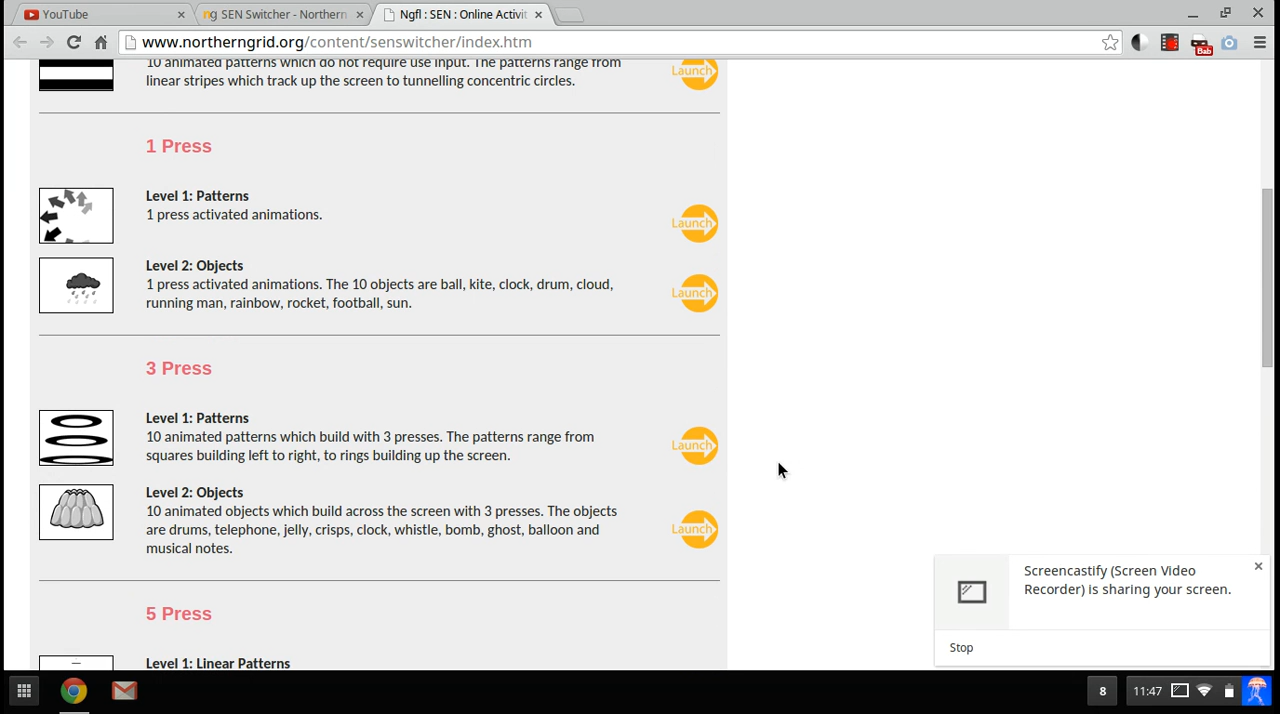 YouTube
ng SEN Switcher - Northern
Ngfl : SEN : Online Activit
www.northerngrid.org/content/senswitcher/index.htm
Bab
10 animated patterns which do not require use input. The patterns range from
linear stripes which track up the screen to tunnelling concentric circles.
Launch
1 Press
Level 1: Patterns
1 press activated animations.
Launch
Level 2: Objects
1 press activated animations. The 10 objects are ball, kite, clock, drum, cloud,
running man, rainbow, rocket, football, sun.
Launch
3 Press
Level 1: Patterns
10 animated patterns which build with 3 presses. The patterns range from
squares building left to right, to rings building up the screen.
Launch
Level 2: Objects
10 animated objects which build across the screen with 3 presses. The objects
are drums, telephone, jelly, crisps, clock, whistle, bomb, ghost, balloon and
musical notes.
Launch
5 Press
Level 1: Linear Patterns
Screencastify (Screen Video
Recorder) is sharing your screen.
Stop
8
11:47